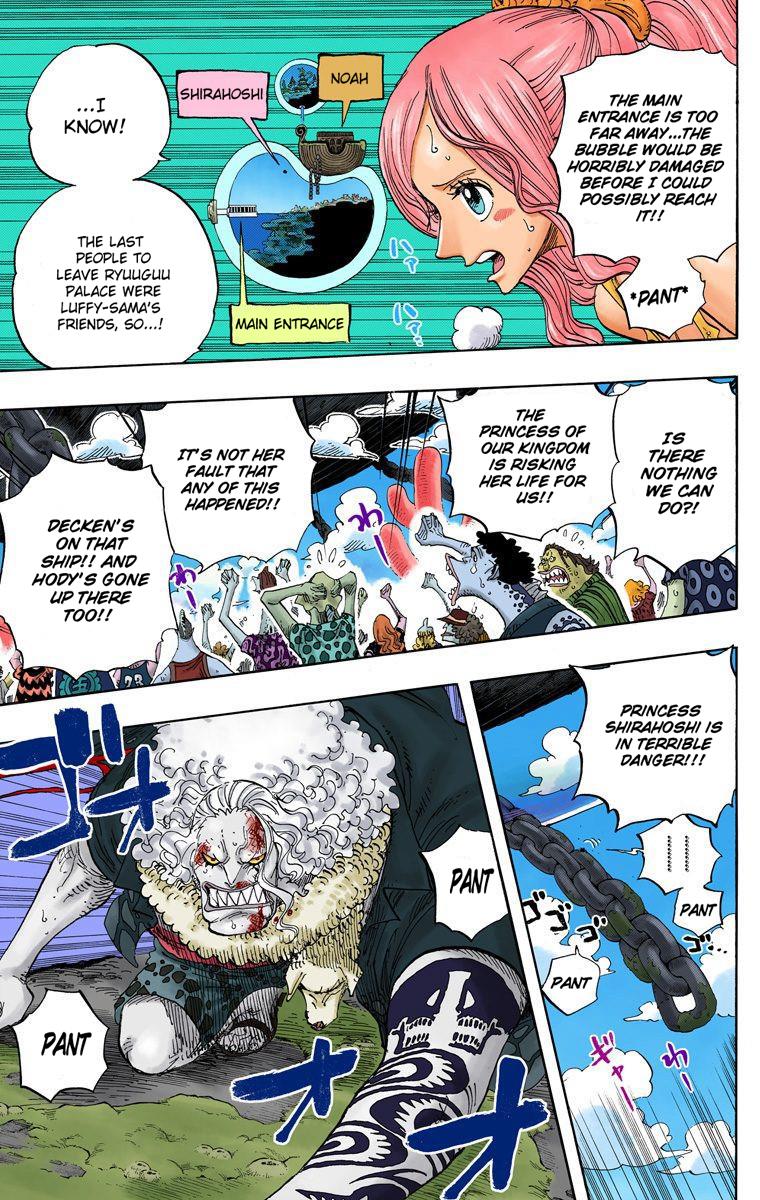 THE MAIN
ENTRANCE IS TOO
FAR AWAY...THE
BUBBLE WOULD BE
HORRIBLY DAMAGED
BEFORE I COULD
POSSIBLY REACH
IT!!
*PANT*
NOAH
SHIRAHOSHI
MAIN ENTRANCE
ハァ
ハァ…
...I
KNOW!
THE LAST
PEOPLE TO
LEAVE RYUUGUU
PALACE WERE
LUFFY-SAMA'S
FRIENDS, SO...!
IS
THERE
NOTHING
WE CAN
DO?!
THE
PRINCESS OF
OUR KINGDOM
IS RISKING
HER LIFE FOR
US!!
IT'S NOT HER
FAULT THAT
ANY OF THIS
HAPPENED!!
DECKEN'S
ON THAT
SHIP!! AND
HODY'S GONE
UP THERE
TOO!!
わー
わー
PRINCESS
SHIRAHOSHI IS
IN TERRIBLE
DANGER!!!
PANT
PANT
ゴゴゴゴ…
わー
ギャー
ゴオオオ
PANT
PANT